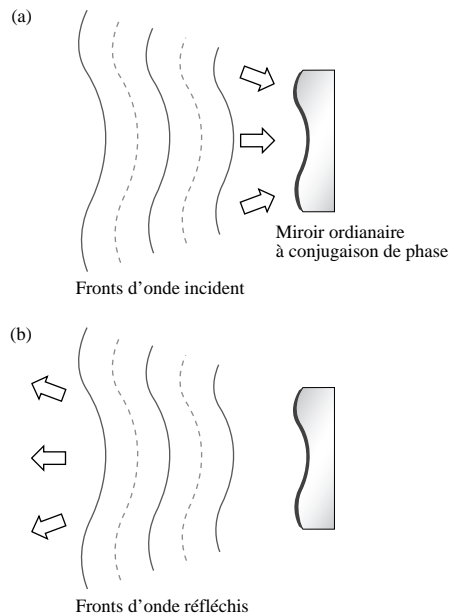 (a)
Miroir ordianaire
à conjugaison de phase
Fronts d’onde incident
(b)
Fronts d’onde réfléchis